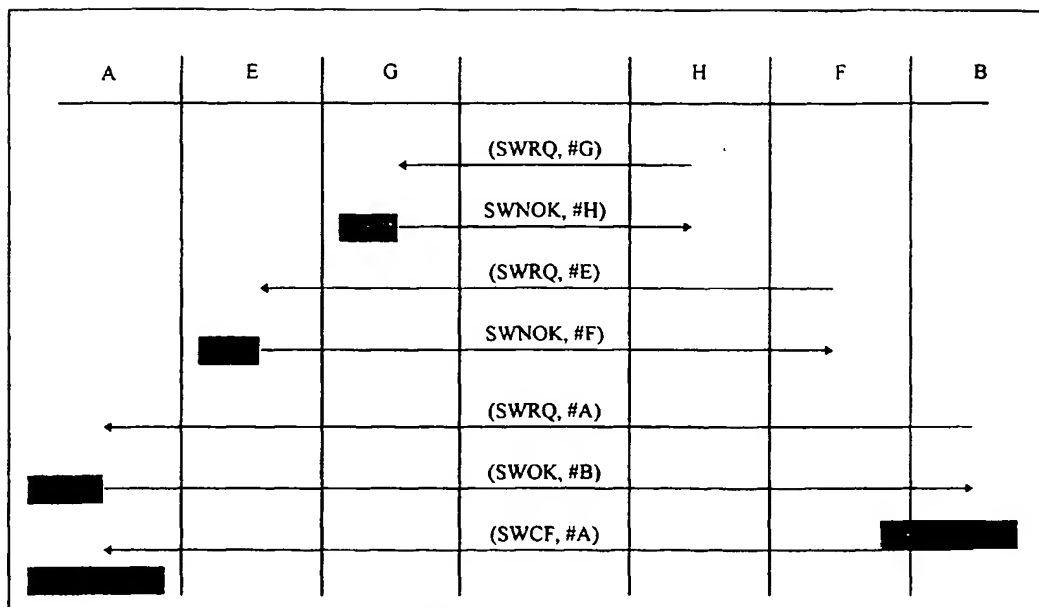 A E G H F B
(SWRQ, #G)
SWNOK, #H)
(SWRQ, #E)
SWNOK, #F)
(SWRQ, #A)
(SWOK, #B)
(SWCF, #A)